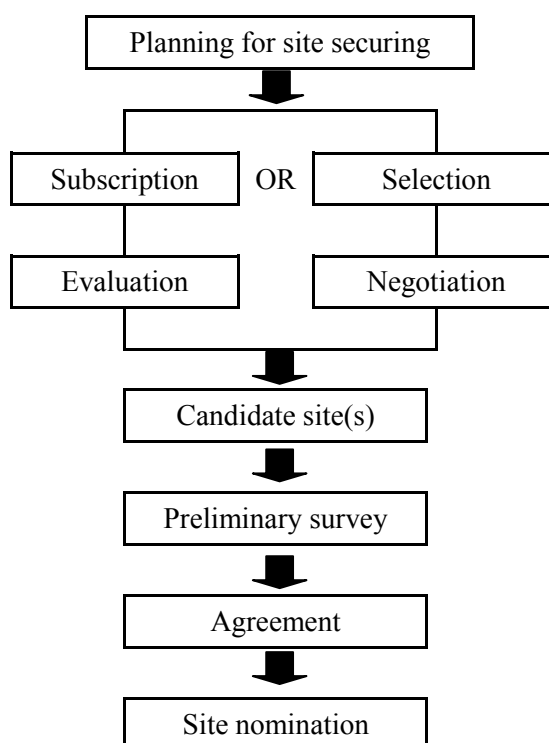 Planning for site securing
Subscription OR Selection
Evaluation Negotiation
Candidate site(s)
Preliminary survey
Agreement
Site nomination